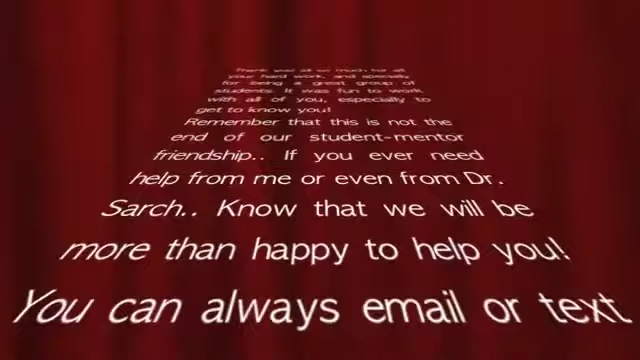 Thank you all so much for all
your hard work, and specially
for being a great group of
students. It was fun to work
with all of you, especially to
get to know you!
Remember that this is not the
end of our student-mentor
friendship.. If you ever need
help from me or even from Dr.
Sarch.. Know that we will be
more than happy to help you!
You can always email or text